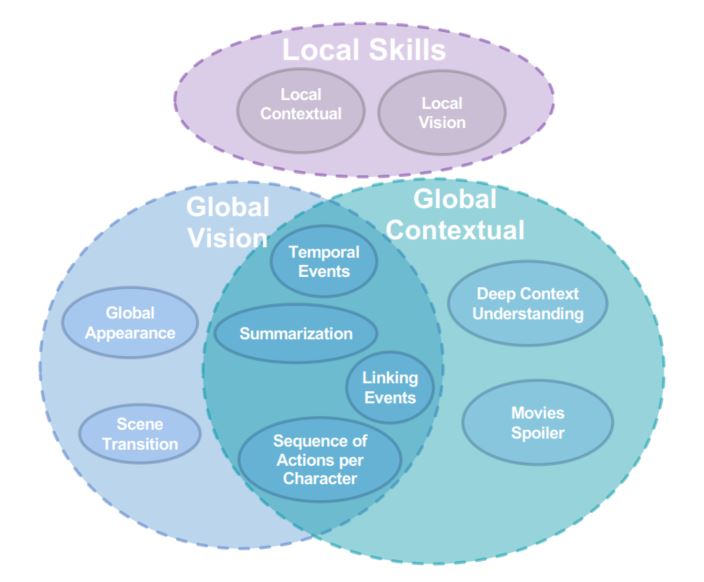 Local Skills
Local
Contextual
Local
Vision
Global
Vision
Global
Contextual
Temporal
Events
Global
Appearance
Summarization
Deep Context
Understanding
Linking
Events
Scene
Transition
Sequence of
Actions per
Character
Movies
Spoiler